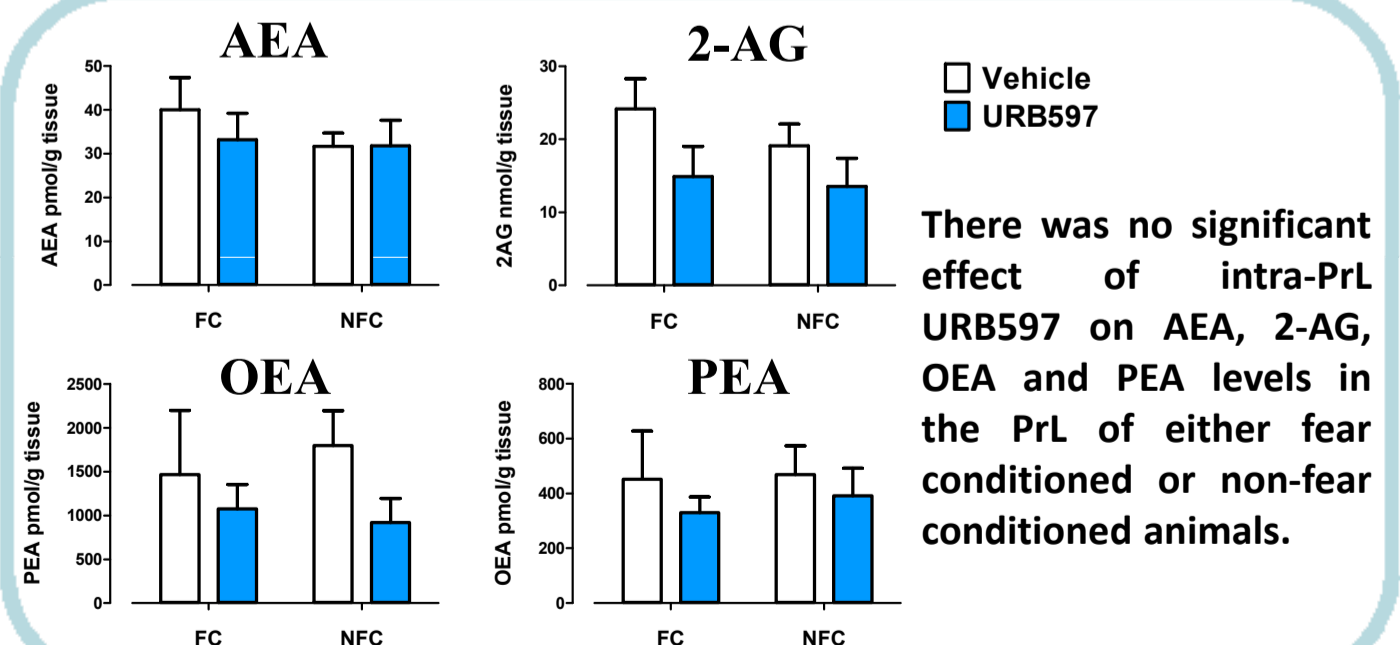 AEA
AEA pmol/g tissue
50
40
30
20
10
0
FC NFC
2-AG
2AG nmol/g tissue
30
20
10
0
FC NFC
Vehicle
URB597
There was no significant
effect of intra-PrL
URB597 on AEA, 2-AG,
OEA and PEA levels in
the PrL of either fear
conditioned or non-fear
conditioned animals.
OEA
PEA pmol/g tissue
2500
2000
1500
1000
500
0
FC NFC
PEA
OEA pmol/g tissue
800
600
400
200
0
FC NFC